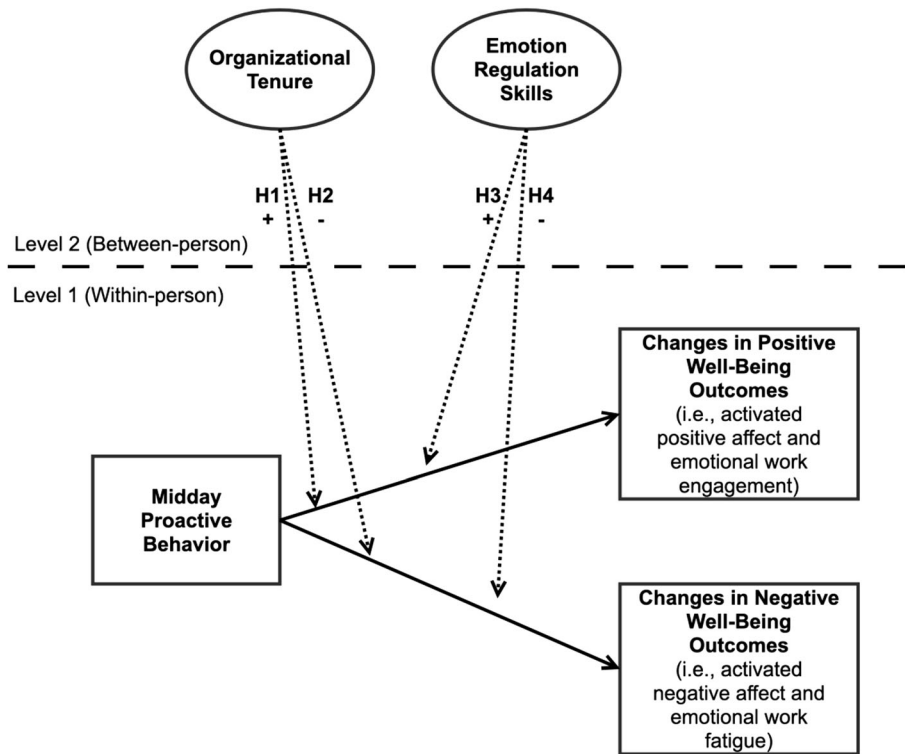 Organizational
Tenure
Emotion
Regulation
Skills
H1
+
H2
-
H3
+
H4
-
Level 2 (Between-person)
Level 1 (Within-person)
Midday
Proactive
Behavior
Changes in Positive
Well-Being
Outcomes
(i.e., activated
positive affect and
emotional work
engagement)
Changes in Negative
Well-Being
Outcomes
(i.e., activated
negative affect and
emotional work
fatigue)